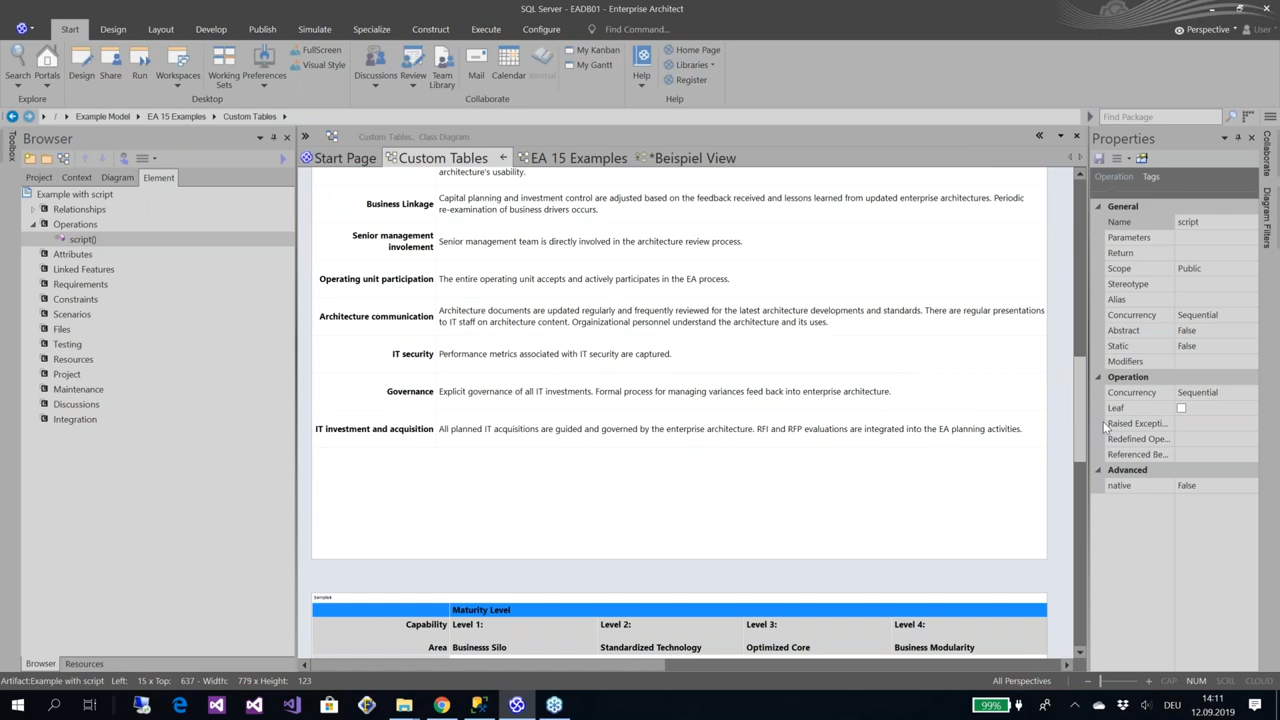 SQL Server - EADB01 - Enterprise Architect
Start Design Layout Develop Publish Simulate Specialize Construct Execute Configure Find Command... Perspective User
Search Portals Design Share Run Workspaces Working Sets Preferences FullScreen Visual Style Discussions Review Team Library Mail Calendar Journal My Kanban My Gantt Help Home Page Libraries Register
Explore Desktop Collaborate Help
/ Example Model EA 15 Examples Custom Tables Find Package
Toolbox
Browser
Project Context Diagram Element
Example with script
Relationships
Operations
script()
Attributes
Linked Features
Requirements
Constraints
Scenarios
Files
Testing
Resources
Project
Maintenance
Discussions
Integration
Browser Resources
Custom Tables. Class Diagram
Start Page Custom Tables EA 15 Examples *Beispiel View
architecture's usability.
Business Linkage Capital planning and investment control are adjusted based on the feedback received and lessons learned from updated enterprise architectures. Periodic
re-examination of business drivers occurs.
Senior management
involement Senior management team is directly involved in the architecture review process.
Operating unit participation The entire operating unit accepts and actively participates in the EA process.
Architecture communication Architecture documents are updated regularly and frequently reviewed for the latest architecture developments and standards. There are regular presentations
to IT staff on architecture content. Orgainizational personnel understand the architecture and its uses.
IT security Performance metrics associated with IT security are captured.
Governance Explicit governance of all IT investments. Formal process for managing variances feed back into enterprise architecture.
IT investment and acquisition All planned IT acquisitions are guided and governed by the enterprise architecture. RFI and RFP evaluations are integrated into the EA planning activities.
Sample4
Maturity Level
Capability Level 1: Level 2: Level 3: Level 4:
Area Businesss Silo Standardized Technology Optimized Core Business Modularity
Properties
Operation Tags
General
Name script
Parameters
Return
Scope Public
Stereotype
Alias
Concurrency Sequential
Abstract False
Static False
Modifiers
Operation
Concurrency Sequential
Leaf
Raised Excepti...
Redefined Ope...
Referenced Be...
Advanced
native False
Collaborate
Diagram Filters
Artifact:Example with script Left: 15 x Top: 637 - Width: 779 x Height: 123 All Perspectives CAP NUM SCRL CLOUD
99% DEU 14:11
12.09.2019